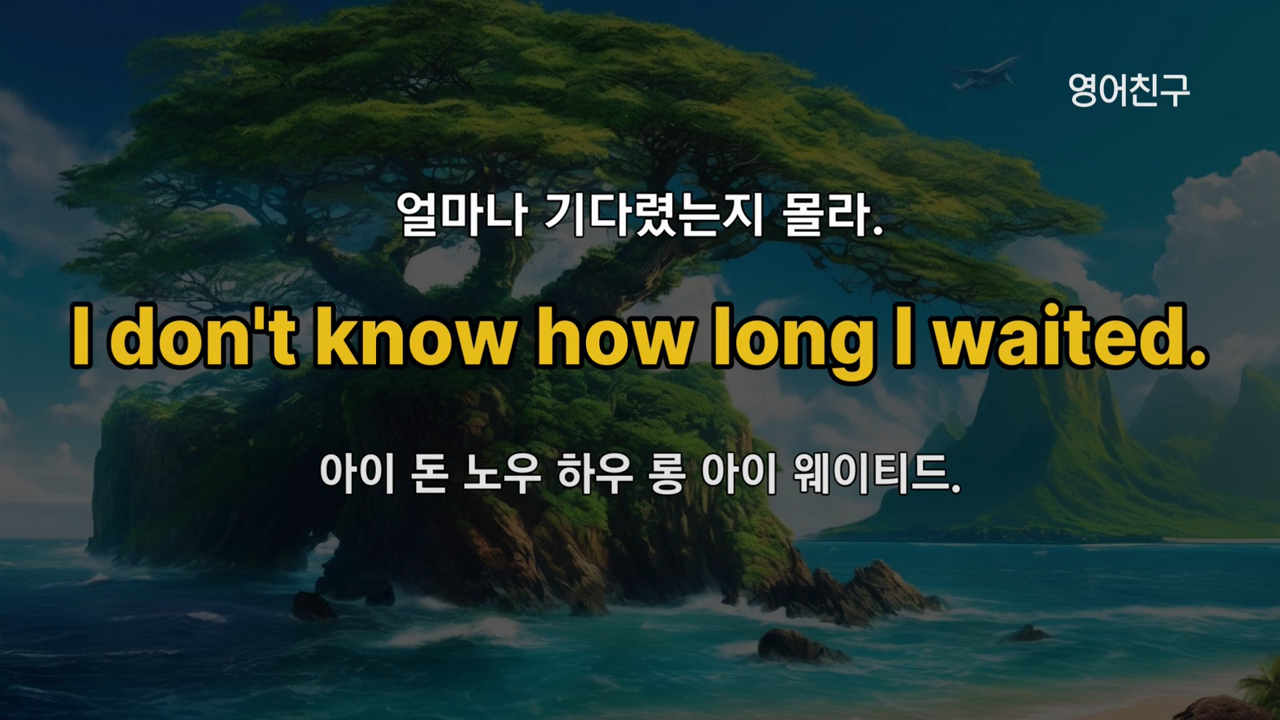 영어친구
얼마나 기다렸는지 몰라.
I don't know how long I waited.
아이 돈 노우 하우 롱 아이 웨이티드.